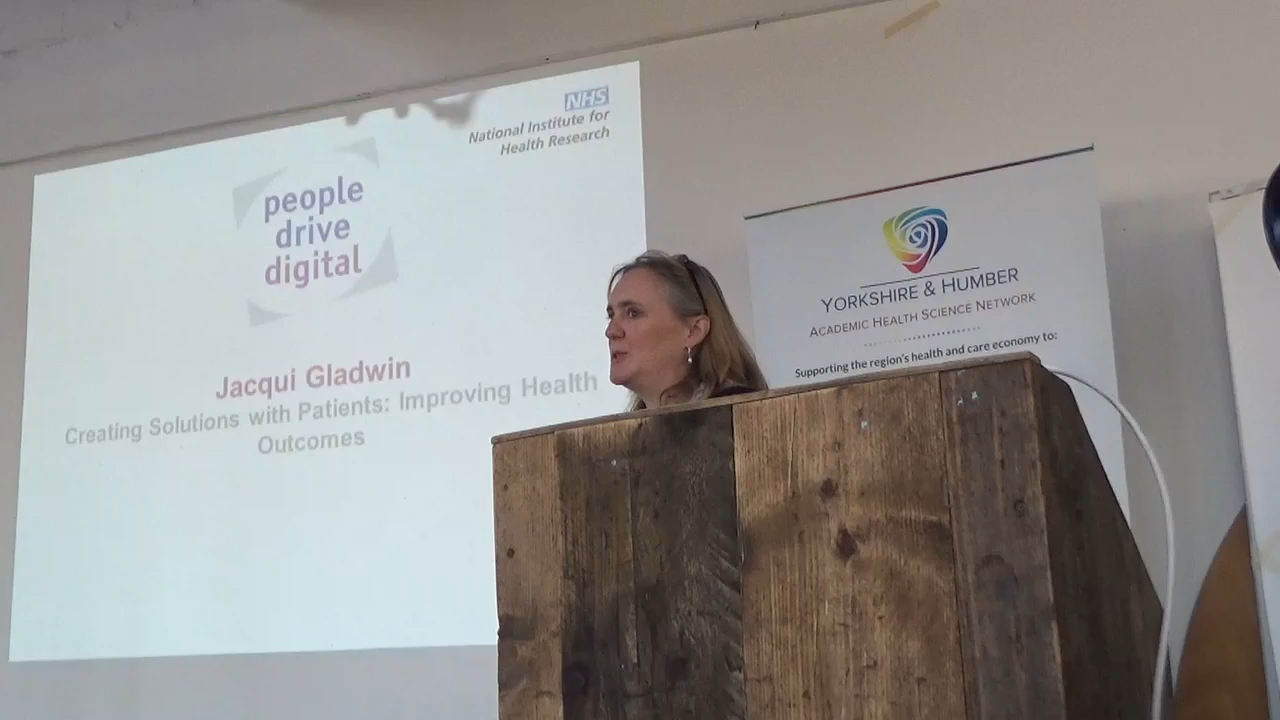 NHS
National Institute for
Health Research
people
drive
digital
Jacqui Gladwin
Creating Solutions with Patients: Improving Health
Outcomes
YORKSHIRE & HUMBER
ACADEMIC HEALTH SCIENCE NETWORK
Supporting the region's health and care economy to: